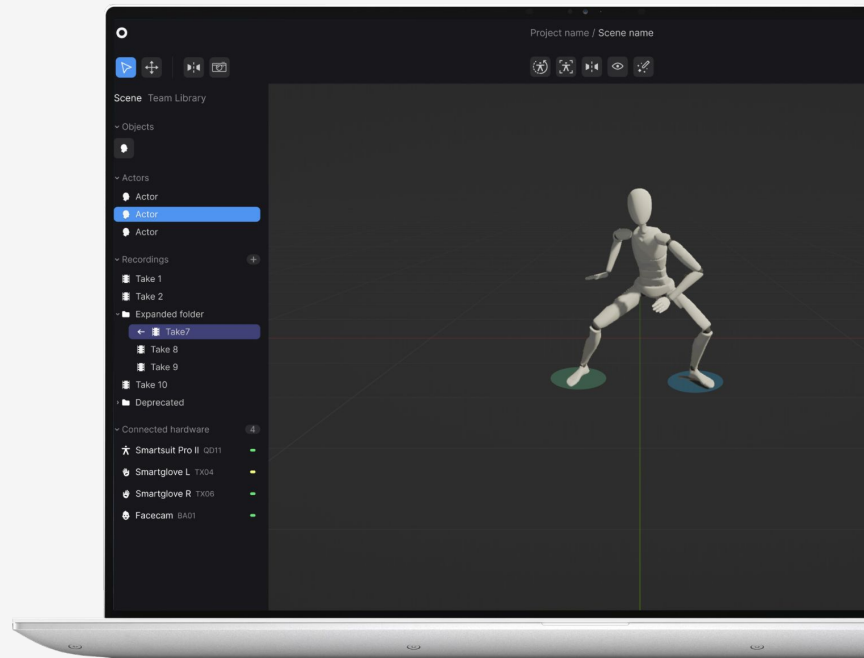 Project name / Scene name
Scene Team Library
Objects
Actors
Actor
Actor
Actor
Recordings
Take 1
Take 2
Expanded folder
Take7
Take 8
Take 9
Take 10
Deprecated
Connected hardware 4
Smartsuit Pro II QD11
Smartglove L TX04
Smartglove R TX06
Facecam BA01